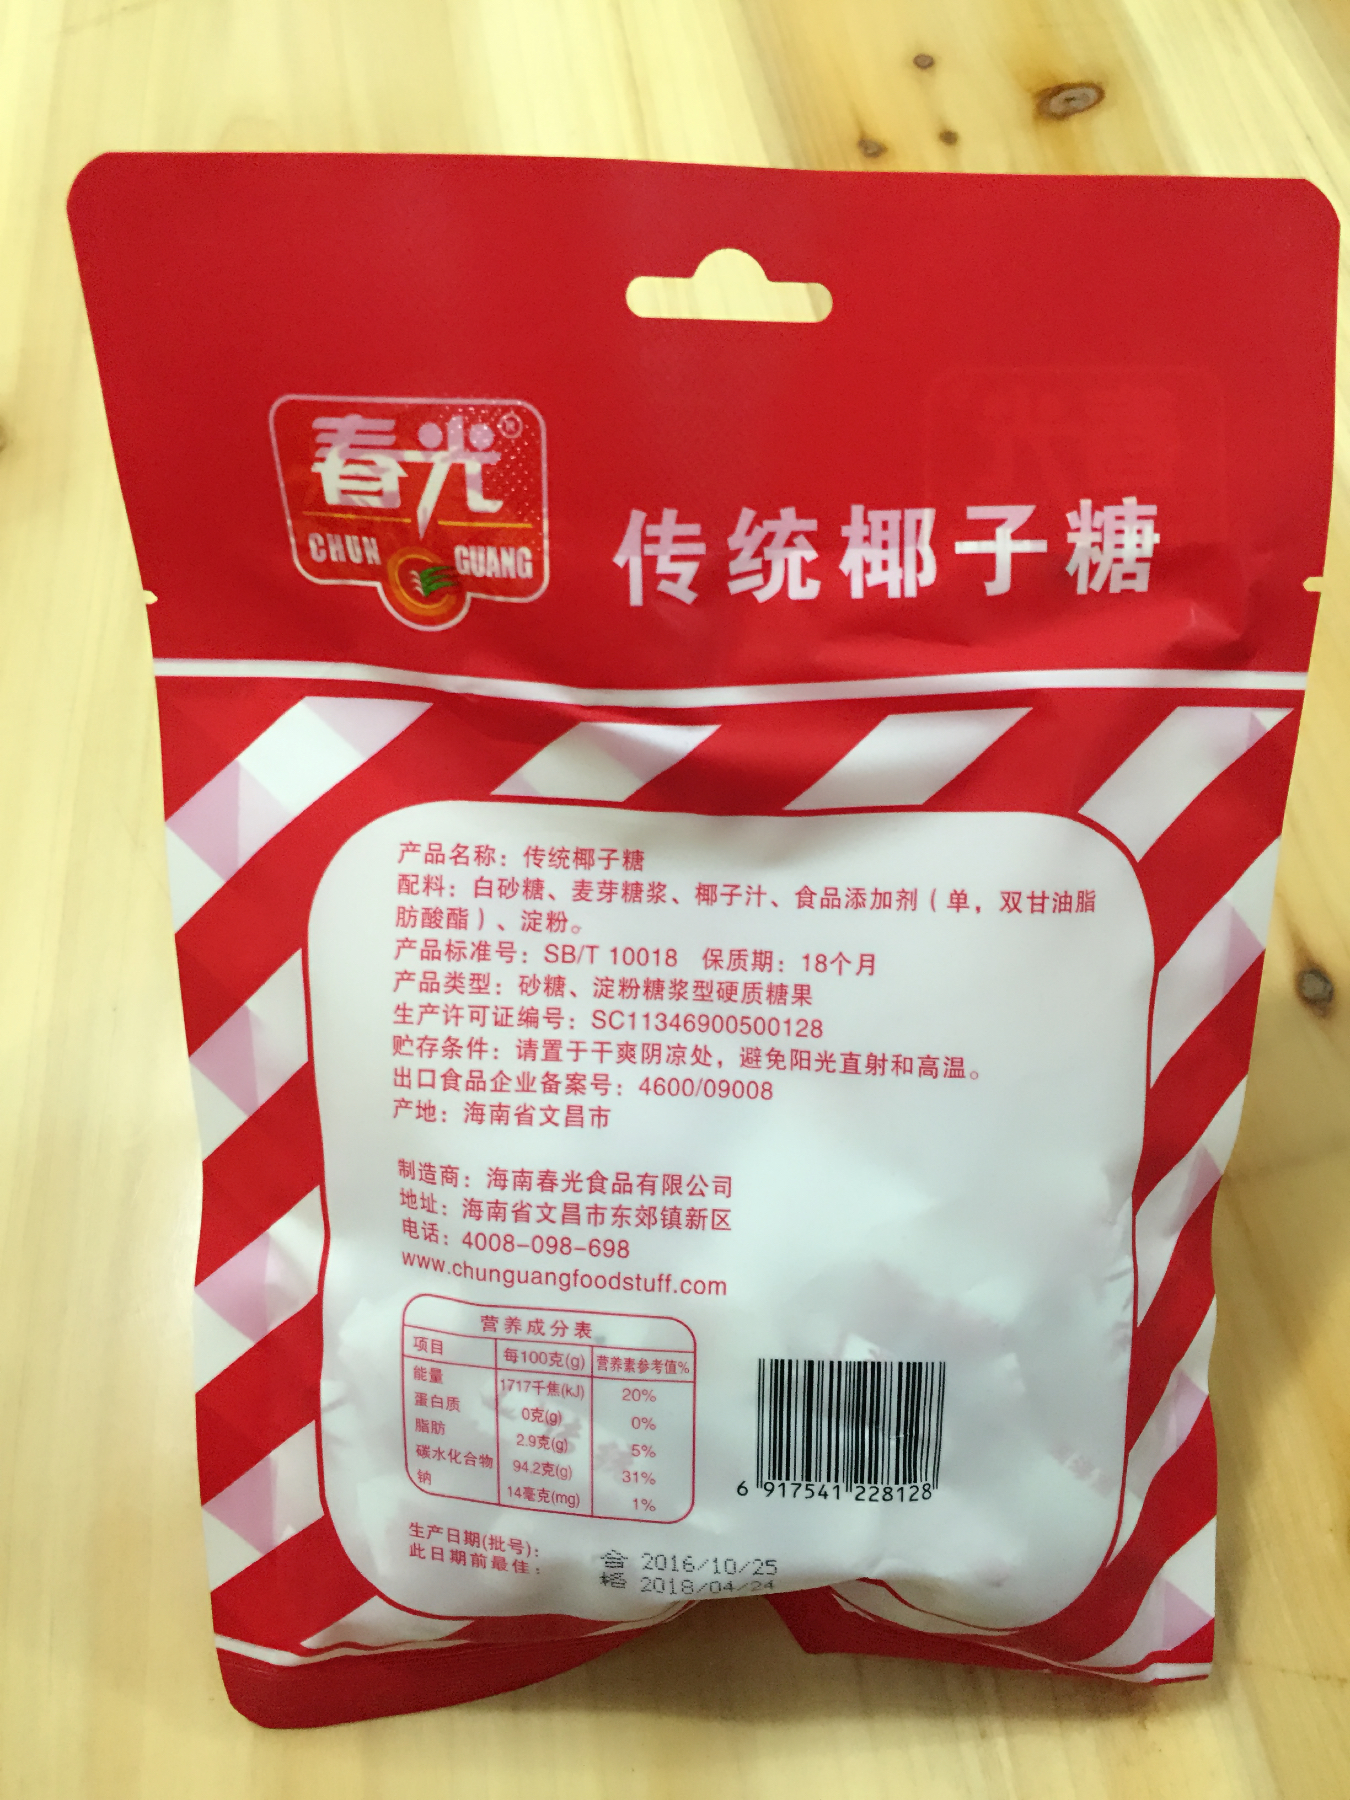 春光®
CHUN GUANG
传统椰子糖
产品名称：传统椰子糖
配料：白砂糖、麦芽糖浆、椰子汁、食品添加剂（单，双甘油脂
肪酸酯）、淀粉。
产品标准号：SB/T 10018 保质期：18个月
产品类型：砂糖、淀粉糖浆型硬质糖果
生产许可证编号：SC11346900500128
贮存条件：请置于干爽阴凉处，避免阳光直射和高温。
出口食品企业备案号：4600/09008
产地：海南省文昌市
制造商：海南春光食品有限公司
地址：海南省文昌市东郊镇新区
电话：4008-098-698
www.chunguangfoodstuff.com
营养成分表
项目 每100克(g) 营养素参考值%
能量 1717千焦(kJ) 20%
蛋白质 0克(g) 0%
脂肪 2.9克(g) 5%
碳水化合物 94.2克(g) 31%
钠 14毫克(mg) 1%
6 917541 228128
生产日期(批号)：
此日期前最佳：
合格 2016/10/25
2018/04/24